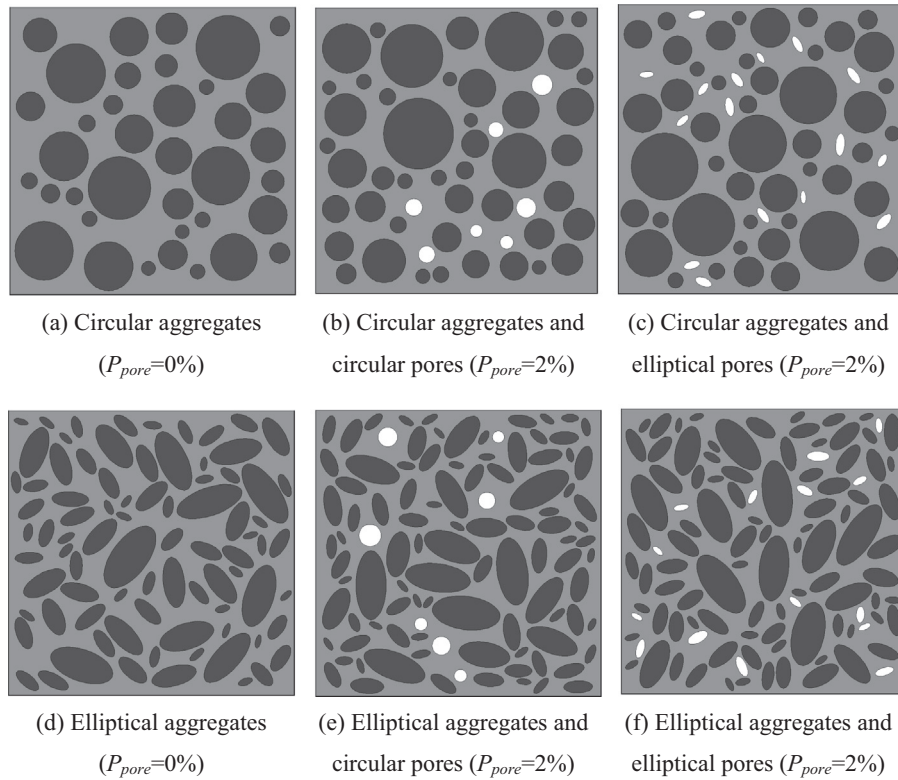 (a) Circular aggregates
(P_pore=0%)
(b) Circular aggregates and
circular pores (P_pore=2%)
(c) Circular aggregates and
elliptical pores (P_pore=2%)
(d) Elliptical aggregates
(P_pore=0%)
(e) Elliptical aggregates and
circular pores (P_pore=2%)
(f) Elliptical aggregates and
elliptical pores (P_pore=2%)